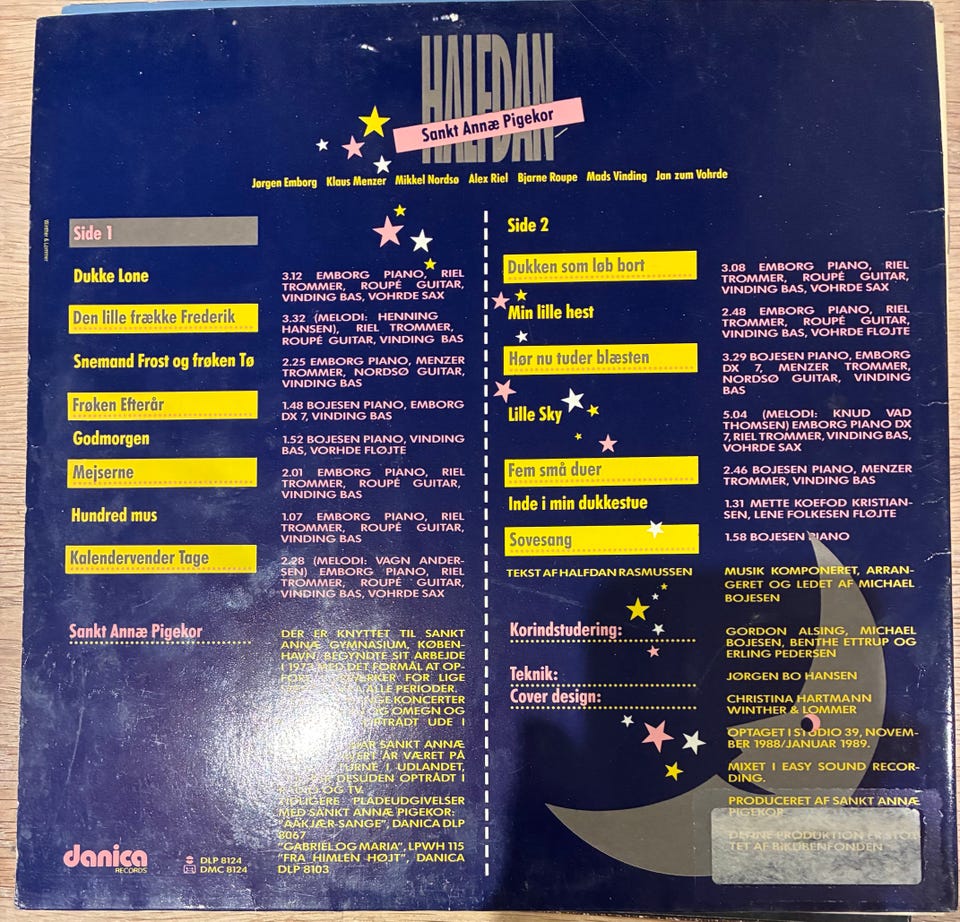 HALFDAN
Sankt Annæ Pigekor
Jørgen Emborg Klaus Menzer Mikkel Nordsø Alex Riel Bjarne Roupe Mads Vinding Jan zum Vohrde
Side 1
Dukke Lone
3.12 EMBORG PIANO, RIEL
TROMMER, ROUPÉ GUITAR,
VINDING BAS, VOHRDE SAX
Den lille frække Frederik
3.32 (MELODI: HENNING
HANSEN), RIEL TROMMER,
ROUPÉ GUITAR, VINDING BAS
Snemand Frost og frøken Tø
2.25 EMBORG PIANO, MENZER
TROMMER, NORDSØ GUITAR,
VINDING BAS
Frøken Efterår
1.48 BOJESEN PIANO, EMBORG
DX 7, VINDING BAS
Godmorgen
1.52 BOJESEN PIANO, VINDING
BAS, VORHDE FLØJTE
Mejserne
2.01 EMBORG PIANO, RIEL
TROMMER, ROUPÉ GUITAR,
VINDING BAS
Hundred mus
1.07 EMBORG PIANO, RIEL
TROMMER, ROUPÉ GUITAR,
VINDING BAS
Kalendervender Tage
2.28 (MELODI: VAGN ANDER-
SEN) EMBORG PIANO, RIEL
TROMMER, ROUPÉ GUITAR,
VINDING BAS, VOHRDE SAX
Sankt Annæ Pigekor
DER ER KNYTTET TIL SANKT
ANNÆ GYMNASIUM, KØBEN-
HAVN, BEGYNDTE SIT ARBEJDE
I MED DET FORMÅL AT OP-
FOR VÆRKER FOR LIGE
ALLE PERIODER.
KONCERTER
OG OMEGN OG
OPTRÅDT UDE I
HAR SANKT ANNÆ
ÅR VÆRET PÅ
TURNE I UDLANDET,
DESUDEN OPTRÅDT I
RADIO OG TV.
TIDLIGERE PLADEUDGIVELSER
MED SANKT ANNÆ PIGEKOR:
"AAKJÆR-SANGE", DANICA DLP
8067
"GABRIEL OG MARIA", LPWH 115
"FRA HIMLEN HØJT", DANICA
DLP 8103
danica
RECORDS
DLP 8124
DMC 8124
Side 2
Dukken som løb bort
3.08 EMBORG PIANO, RIEL
TROMMER, ROUPÉ GUITAR,
VINDING BAS, VOHRDE SAX
Min lille hest
2.48 EMBORG PIANO, RIEL
TROMMER, ROUPÉ GUITAR,
VINDING BAS, VOHRDE FLØJTE
Hør nu tuder blæsten
3.29 BOJESEN PIANO, EMBORG
DX 7, MENZER TROMMER,
NORDSØ GUITAR, VINDING
BAS
Lille Sky
5.04 (MELODI: KNUD VAD
THOMSEN) EMBORG PIANO DX
7, RIEL TROMMER, VINDING BAS,
VOHRDE SAX
Fem små duer
2.46 BOJESEN PIANO, MENZER
TROMMER, VINDING BAS
Inde i min dukkestue
1.31 METTE KOEFOD KRISTIAN-
SEN, LENE FOLKESEN FLØJTE
Sovesang
1.58 BOJESEN PIANO
TEKST AF HALFDAN RASMUSSEN
MUSIK KOMPONERET, ARRAN-
GERET OG LEDET AF MICHAEL
BOJESEN
Korindstudering:
GORDON ALSING, MICHAEL
BOJESEN, BENTHE ETTRUP OG
ERLING PEDERSEN
Teknik:
JØRGEN BO HANSEN
Cover design:
CHRISTINA HARTMANN
WINTHER & LOMMER
OPTAGET I STUDIO 39, NOVEM-
BER 1988/JANUAR 1989.
MIXET I EASY SOUND RECOR-
DING.
PRODUCERET AF SANKT ANNÆ
PIGEKOR.
DENNE PRODUKTION ER STØT-
TET AF BIKUBENFONDEN